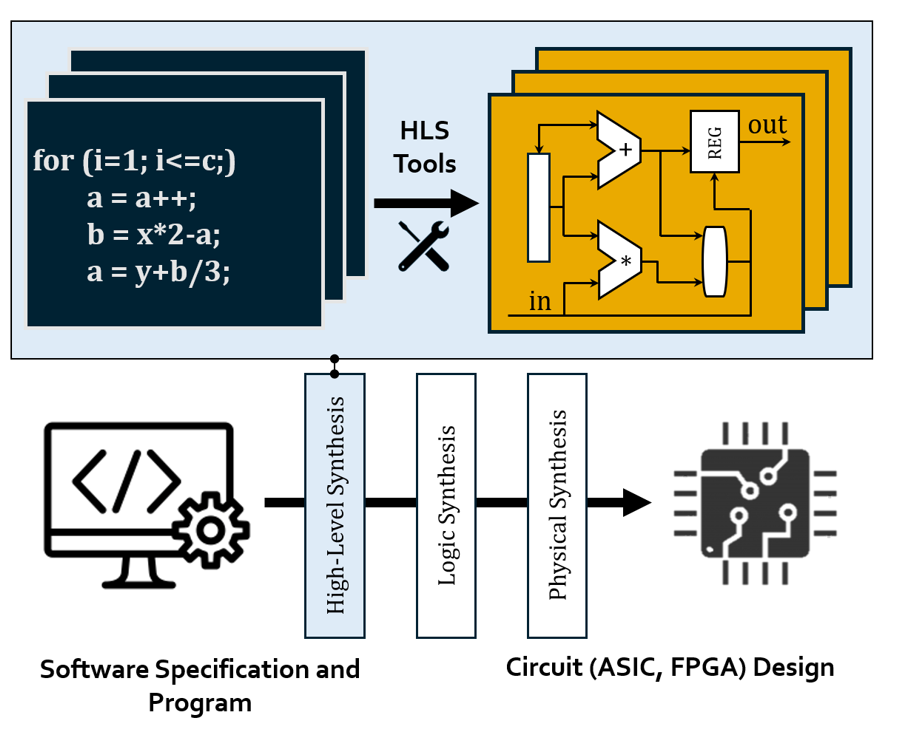 for (i=1; i<=c;)
a = a++;
b = x*2-a;
a = y+b/3;
HLS
Tools
+
*
REG
out
in
</>
High-Level Synthesis
Logic Synthesis
Physical Synthesis
Software Specification and
Program
Circuit (ASIC, FPGA) Design